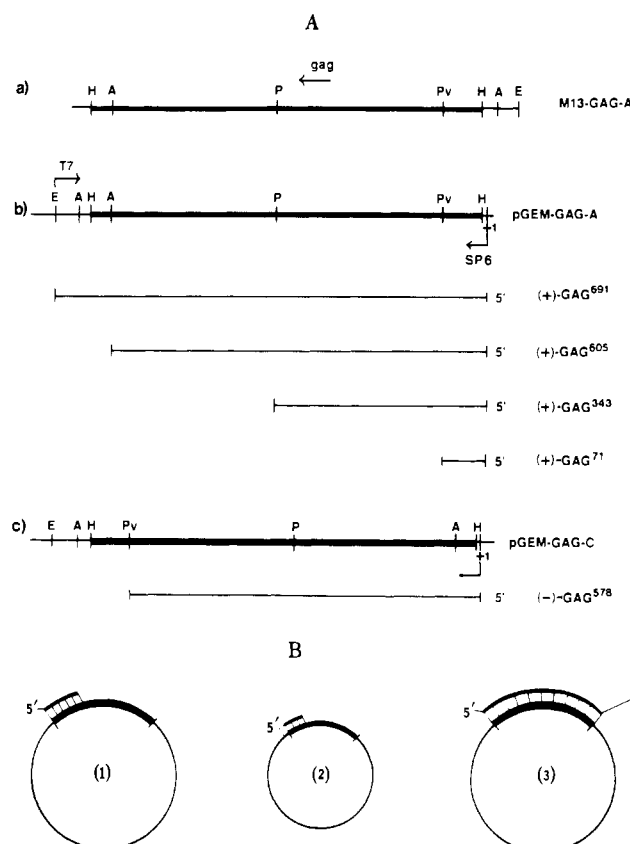 A
gag
a) H A P Pv H A E M13-GAG-A
T7
E A H A P Pv H
b) pGEM-GAG-A
+1
SP6
5' (+)-GAG691
5' (+)-GAG605
5' (+)-GAG343
5' (+)-GAG71
c) E A H Pv P A H pGEM-GAG-C
+1
5' (-)-GAG578
B
5' 5' 5'
(1) (2) (3)